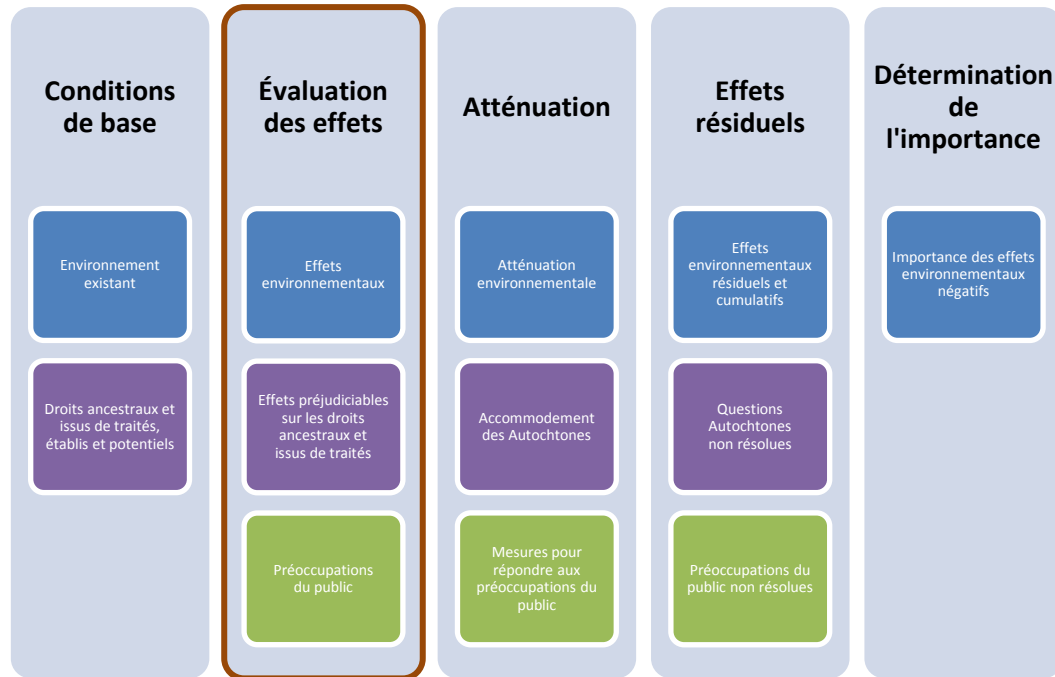 Conditions
de base
Environnement
existant
Droits ancestraux et
issus de traités,
établis et potentiels
Évaluation
des effets
Effets
environnementaux
Effets préjudiciables
sur les droits
ancestraux et
issus de traités
Préoccupations
du public
Atténuation
Atténuation
environnementale
Accommodement
des Autochtones
Mesures pour
répondre aux
préoccupations du
public
Effets
résiduels
Effets
environnementaux
résiduels et
cumulatifs
Questions
Autochtones
non résolues
Préoccupations du
public non résolues
Détermination
de
l'importance
Importance des effets
environnementaux
négatifs